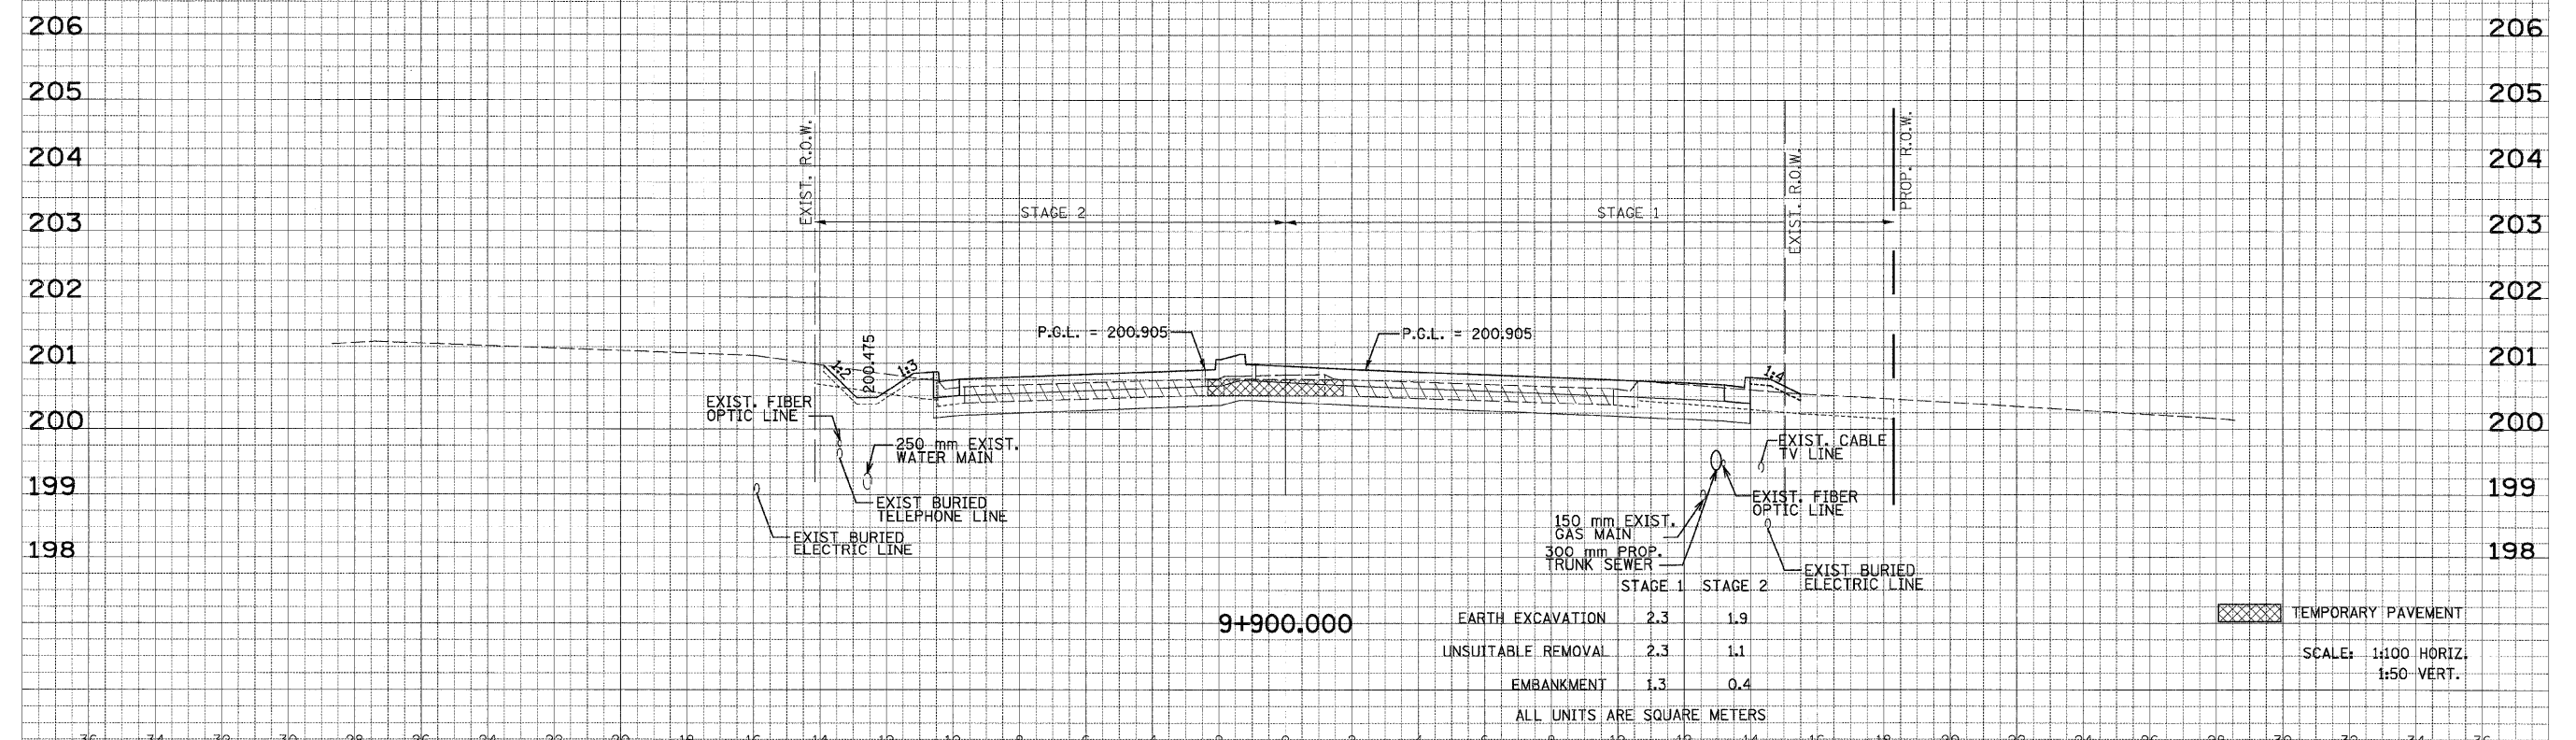 206 206
205 205
204 204
203 203
202 202
201 201
200 200
199 199
198 198
EXIST. R.O.W.
EXIST. R.O.W.
PROP. R.O.W.
STAGE 2
STAGE 1
P.G.L. = 200.905
P.G.L. = 200.905
1:2
200.475
1:3
1:4
EXIST. FIBER
OPTIC LINE
250 mm EXIST.
WATER MAIN
EXIST BURIED
TELEPHONE LINE
EXIST BURIED
ELECTRIC LINE
EXIST. CABLE
TV LINE
EXIST. FIBER
OPTIC LINE
150 mm EXIST.
GAS MAIN
300 mm PROP.
TRUNK SEWER
EXIST BURIED
ELECTRIC LINE
STAGE 1 STAGE 2
EARTH EXCAVATION 2.3 1.9
UNSUITABLE REMOVAL 2.3 1.1
EMBANKMENT 1.3 0.4
ALL UNITS ARE SQUARE METERS
9+900.000
TEMPORARY PAVEMENT
SCALE: 1:100 HORIZ.
1:50 VERT.